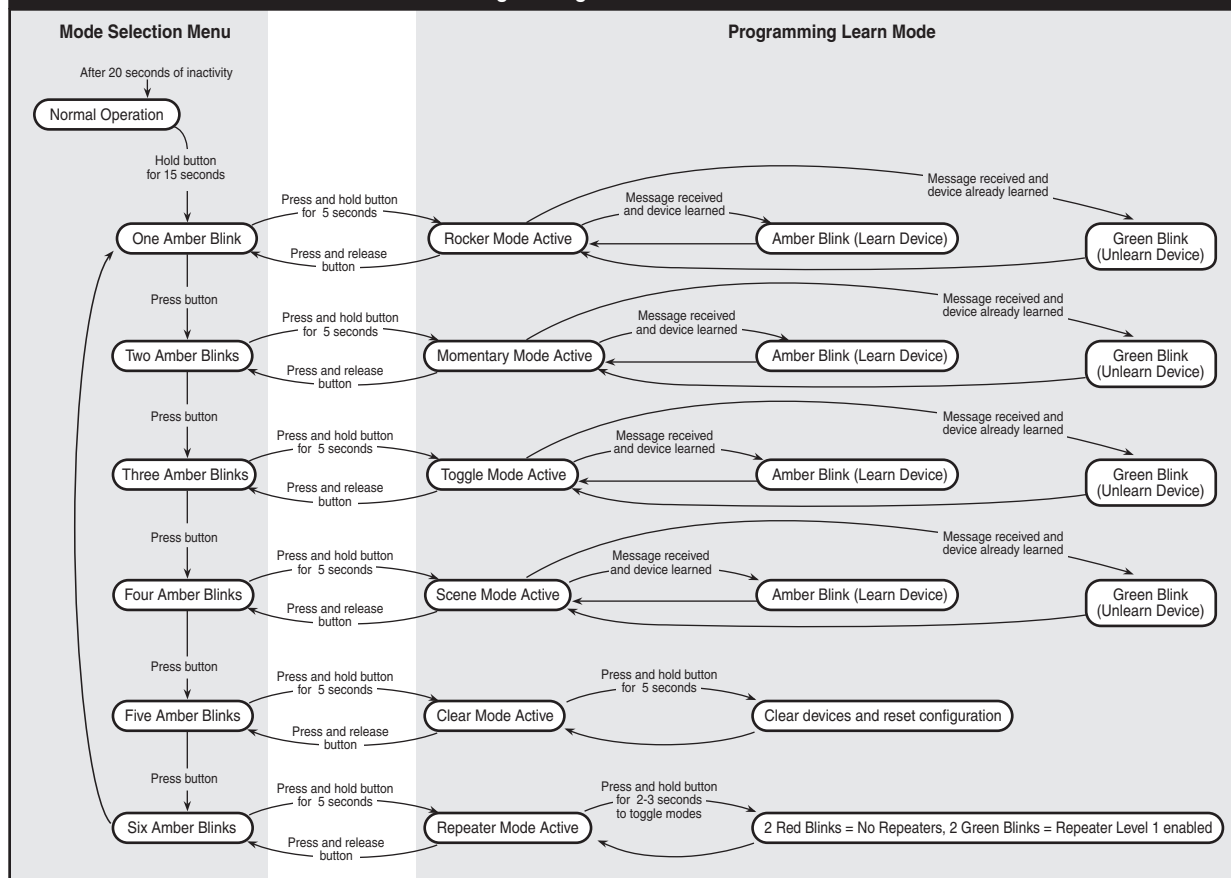 Mode Selection Menu
Programming Learn Mode
After 20 seconds of inactivity
Normal Operation
Hold button
for 15 seconds
Press and hold button
for 5 seconds
Message received
and device learned
Message received and
device already learned
One Amber Blink
Rocker Mode Active
Amber Blink (Learn Device)
Green Blink
(Unlearn Device)
Press and release
button
Press button
Press and hold button
for 5 seconds
Message received
and device learned
Message received and
device already learned
Two Amber Blinks
Momentary Mode Active
Amber Blink (Learn Device)
Green Blink
(Unlearn Device)
Press and release
button
Press button
Press and hold button
for 5 seconds
Message received
and device learned
Message received and
device already learned
Three Amber Blinks
Toggle Mode Active
Amber Blink (Learn Device)
Green Blink
(Unlearn Device)
Press and release
button
Press button
Press and hold button
for 5 seconds
Message received
and device learned
Message received and
device already learned
Four Amber Blinks
Scene Mode Active
Amber Blink (Learn Device)
Green Blink
(Unlearn Device)
Press and release
button
Press button
Press and hold button
for 5 seconds
Press and hold button
for 5 seconds
Five Amber Blinks
Clear Mode Active
Clear devices and reset configuration
Press and release
button
Press button
Press and hold button
for 5 seconds
Press and hold button
for 2-3 seconds
to toggle modes
Six Amber Blinks
Repeater Mode Active
2 Red Blinks = No Repeaters, 2 Green Blinks = Repeater Level 1 enabled
Press and release
button